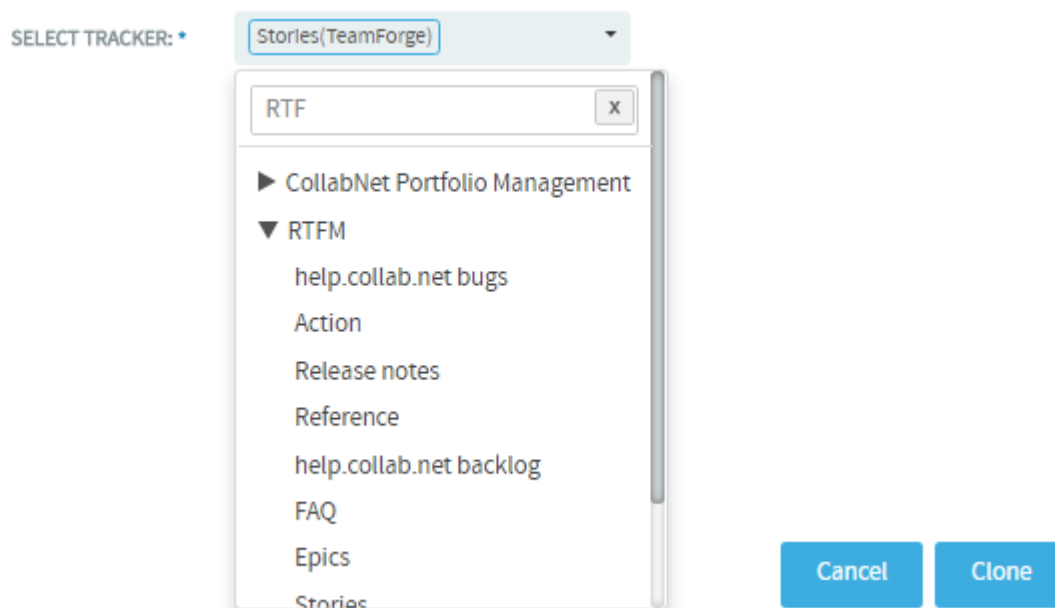 SELECT TRACKER: *
Stories(TeamForge)
RTF
X
CollabNet Portfolio Management
RTFM
help.collab.net bugs
Action
Release notes
Reference
help.collab.net backlog
FAQ
Epics
Stories
Cancel
Clone